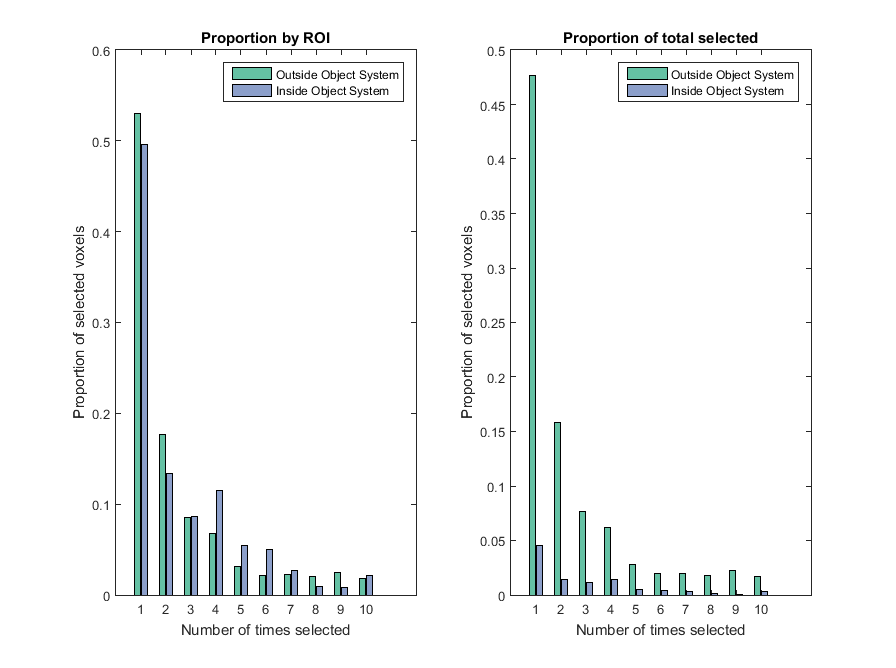 Proportion by ROI
0.6
0.5
0.4
0.3
0.2
0.1
0
Proportion of selected voxels
Outside Object System
Inside Object System
1 2 3 4 5 6 7 8 9 10
Number of times selected
Proportion of total selected
0.5
0.45
0.4
0.35
0.3
0.25
0.2
0.15
0.1
0.05
0
Proportion of selected voxels
Outside Object System
Inside Object System
1 2 3 4 5 6 7 8 9 10
Number of times selected